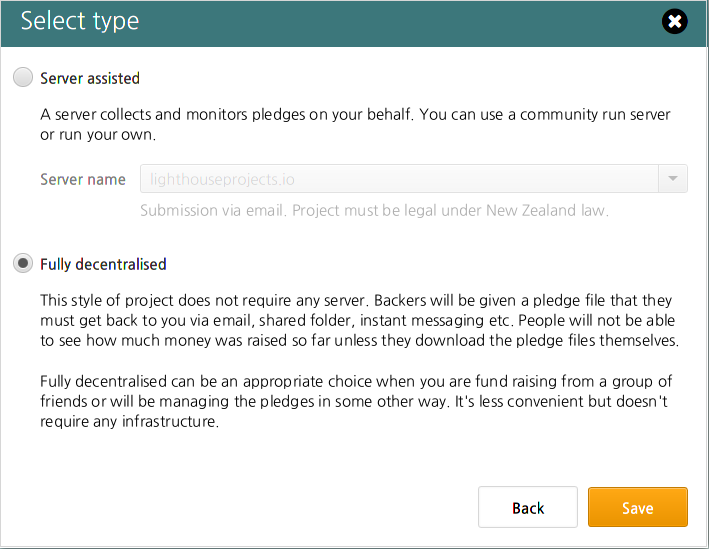 Select type
Server assisted
A server collects and monitors pledges on your behalf. You can use a community run server
or run your own.
Server name lighthouseprojects.io
Submission via email. Project must be legal under New Zealand law.
Fully decentralised
This style of project does not require any server. Backers will be given a pledge file that they
must get back to you via email, shared folder, instant messaging etc. People will not be able
to see how much money was raised so far unless they download the pledge files themselves.
Fully decentralised can be an appropriate choice when you are fund raising from a group of
friends or will be managing the pledges in some other way. It's less convenient but doesn't
require any infrastructure.
Back Save